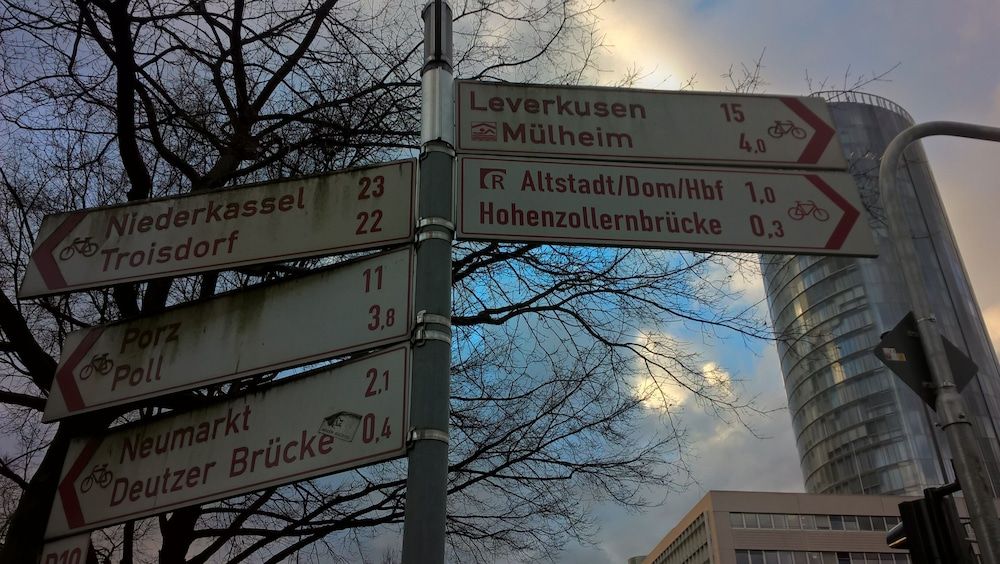 Leverkusen 15
Mülheim 4,0
R Altstadt/Dom/Hbf 1,0
Hohenzollernbrücke 0,3
Niederkassel 23
Troisdorf 22
Porz 11
Poll 3,8
Neumarkt 2,1
Deutzer Brücke 0,4
D10